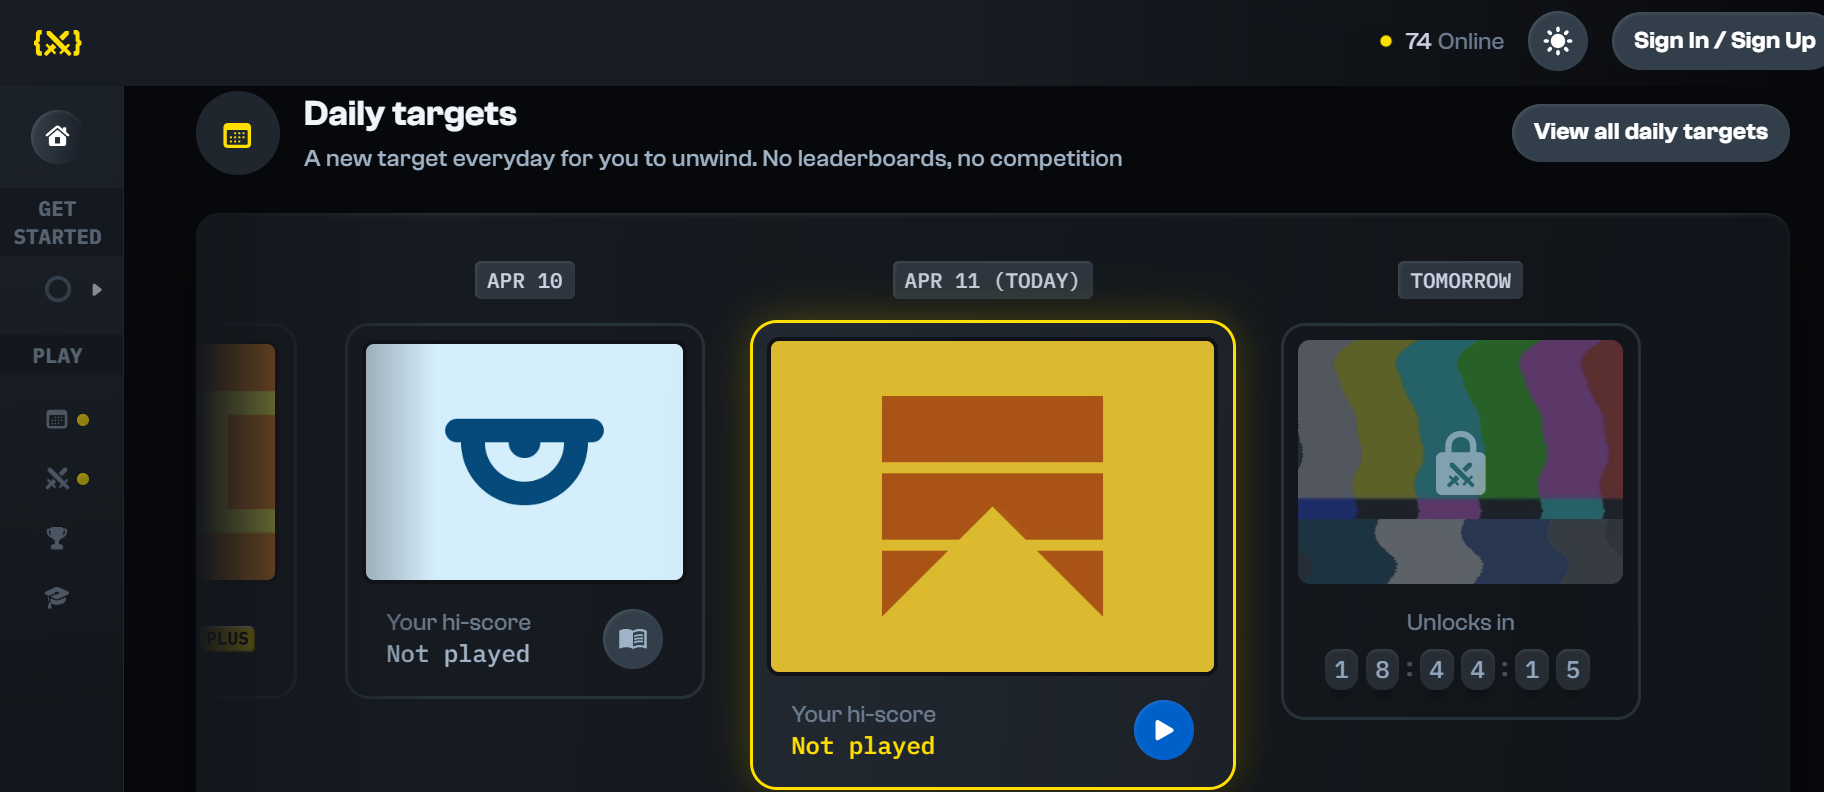 74 Online
Sign In / Sign Up
Daily targets
A new target everyday for you to unwind. No leaderboards, no competition
View all daily targets
GET
STARTED
PLAY
APR 10
APR 11 (TODAY)
TOMORROW
PLUS
Your hi-score
Not played
Your hi-score
Not played
Unlocks in
18:44:15